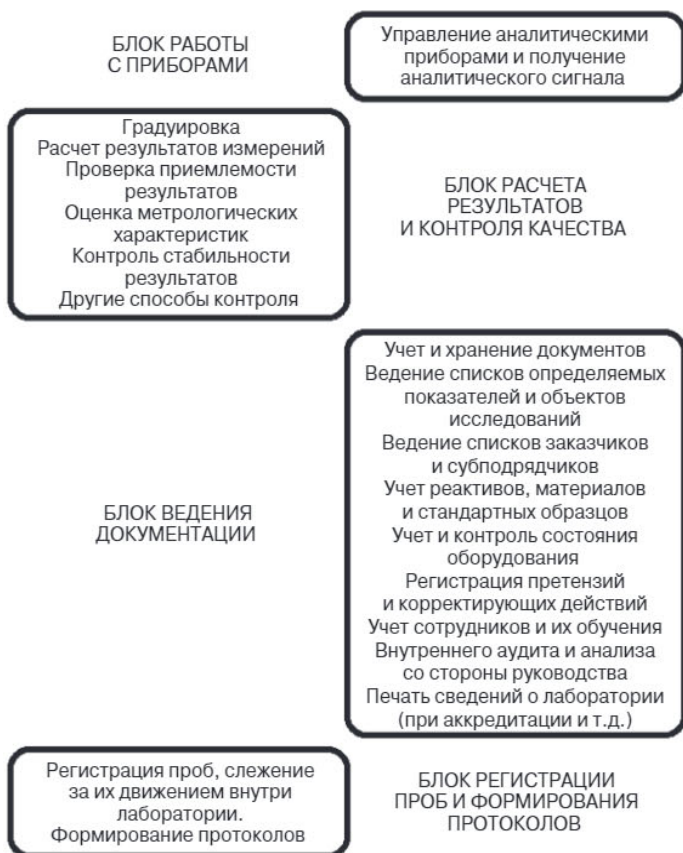 БЛОК РАБОТЫ
С ПРИБОРАМИ
Управление аналитическими
приборами и получение
аналитического сигнала
Градуировка
Расчет результатов измерений
Проверка приемлемости
результатов
Оценка метрологических
характеристик
Контроль стабильности
результатов
Другие способы контроля
БЛОК РАСЧЕТА
РЕЗУЛЬТАТОВ
И КОНТРОЛЯ КАЧЕСТВА
БЛОК ВЕДЕНИЯ
ДОКУМЕНТАЦИИ
Учет и хранение документов
Ведение списков определяемых
показателей и объектов
исследований
Ведение списков заказчиков
и субподрядчиков
Учет реактивов, материалов
и стандартных образцов
Учет и контроль состояния
оборудования
Регистрация претензий
и корректирующих действий
Учет сотрудников и их обучения
Внутреннего аудита и анализа
со стороны руководства
Печать сведений о лаборатории
(при аккредитации и т.д.)
Регистрация проб, слежение
за их движением внутри
лаборатории.
Формирование протоколов
БЛОК РЕГИСТРАЦИИ
ПРОБ И ФОРМИРОВАНИЯ
ПРОТОКОЛОВ